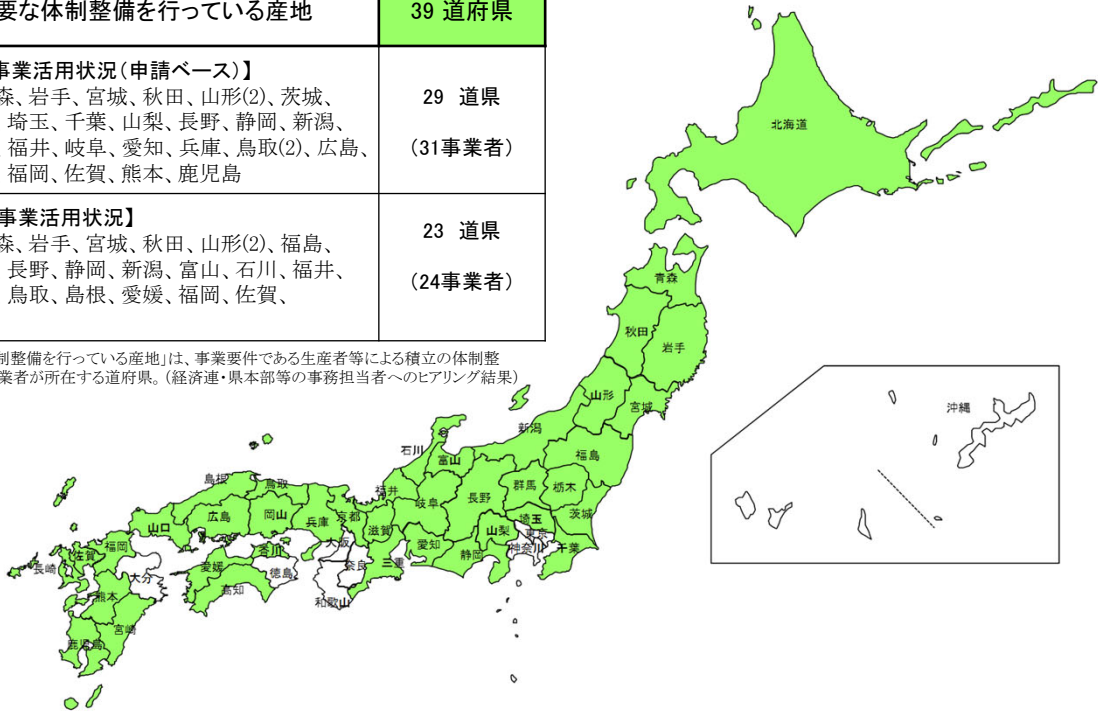 要な体制整備を行っている産地
39 道府県
事業活用状況(申請ベース)】
森、岩手、宮城、秋田、山形(2)、茨城、
埼玉、千葉、山梨、長野、静岡、新潟、
福井、岐阜、愛知、兵庫、鳥取(2)、広島、
福岡、佐賀、熊本、鹿児島
29 道県
(31事業者)
事業活用状況】
森、岩手、宮城、秋田、山形(2)、福島、
長野、静岡、新潟、富山、石川、福井、
鳥取、島根、愛媛、福岡、佐賀、
23 道県
(24事業者)
制整備を行っている産地」は、事業要件である生産者等による積立の体制整
業者が所在する道府県。(経済連・県本部等の事務担当者へのヒアリング結果)
北海道
青森
秋田
岩手
山形
宮城
新潟
福島
石川
富山
群馬
栃木
福井
岐阜
長野
茨城
埼玉
東京
山梨
神奈川
千葉
静岡
愛知
島根
鳥取
広島
岡山
兵庫
京都
滋賀
山口
大阪
奈良
三重
香川
徳島
和歌山
愛媛
高知
福岡
佐賀
長崎
大分
熊本
宮崎
鹿児島
沖縄